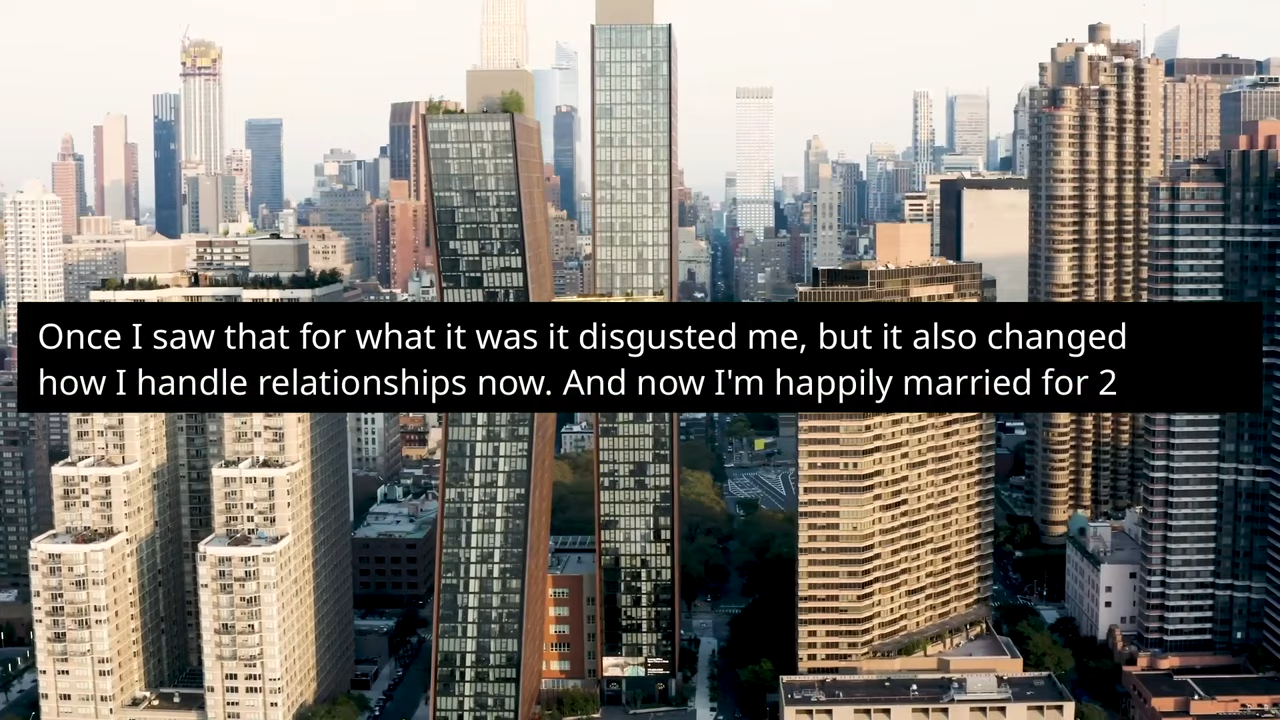 Once I saw that for what it was it disgusted me, but it also changed
how I handle relationships now. And now I'm happily married for 2